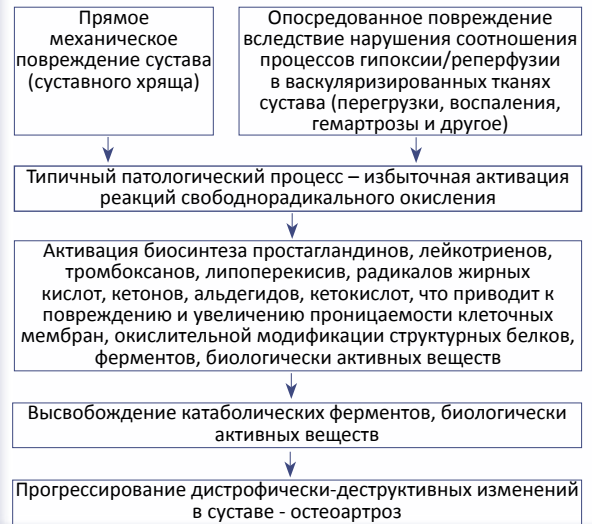 Прямое
механическое
повреждение сустава
(суставного хряща)
Опосредованное повреждение
вследствие нарушения соотношения
процессов гипоксии/реперфузии
в васкуляризированных тканях
сустава (перегрузки, воспаления,
гемартрозы и другое)
Типичный патологический процесс – избыточная активация
реакций свободнорадикального окисления
Активация биосинтеза простагландинов, лейкотриенов,
тромбоксанов, липоперекисив, радикалов жирных
кислот, кетонов, альдегидов, кетокислот, что приводит к
повреждению и увеличению проницаемости клеточных
мембран, окислительной модификации структурных белков,
ферментов, биологически активных веществ
Высвобождение катаболических ферментов, биологически
активных веществ
Прогрессирование дистрофически-деструктивных изменений
в суставе - остеоартроз